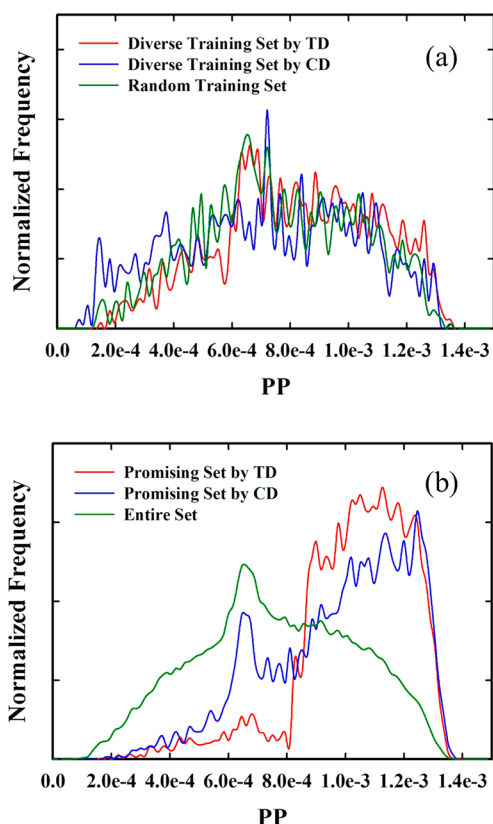 Diverse Training Set by TD
(a)
Diverse Training Set by CD
Random Training Set
Normalized Frequency
0.0 2.0e-4 4.0e-4 6.0e-4 8.0e-4 1.0e-3 1.2e-3 1.4e-3
PP
Promising Set by TD
(b)
Promising Set by CD
Entire Set
Normalized Frequency
0.0 2.0e-4 4.0e-4 6.0e-4 8.0e-4 1.0e-3 1.2e-3 1.4e-3
PP